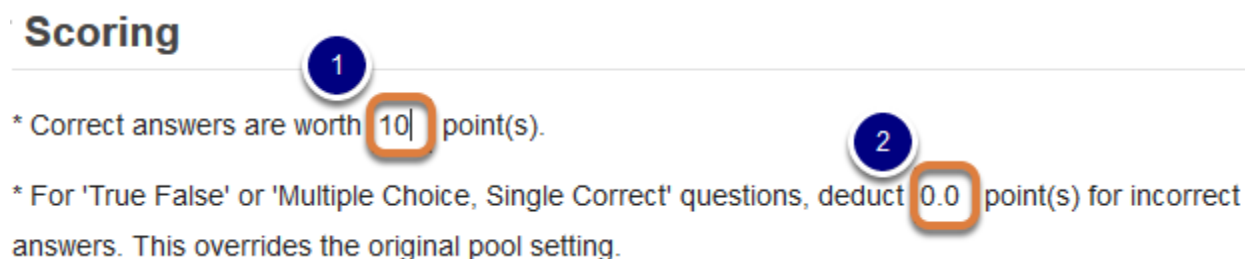 Scoring
1
* Correct answers are worth 10 point(s).
2
* For 'True False' or 'Multiple Choice, Single Correct' questions, deduct 0.0 point(s) for incorrect
answers. This overrides the original pool setting.